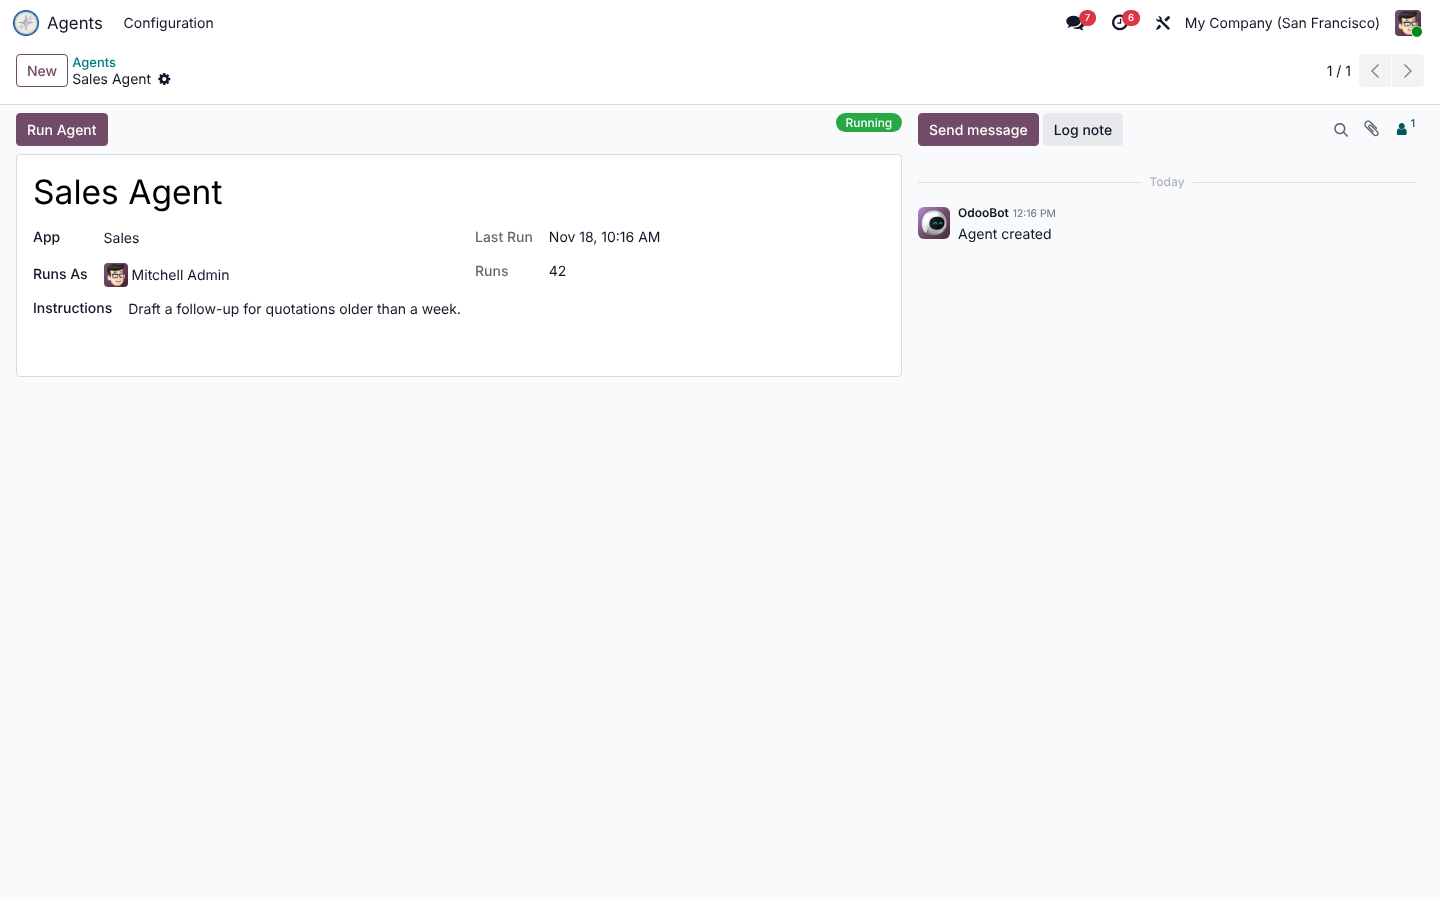 Agents Configuration 7 6 My Company (San Francisco)
New Agents 1 / 1
Sales Agent
Run Agent Running Send message Log note 1
Sales Agent
App Sales
Last Run Nov 18, 10:16 AM
Runs As Mitchell Admin
Runs 42
Instructions Draft a follow-up for quotations older than a week.
Today
OdooBot 12:16 PM
Agent created